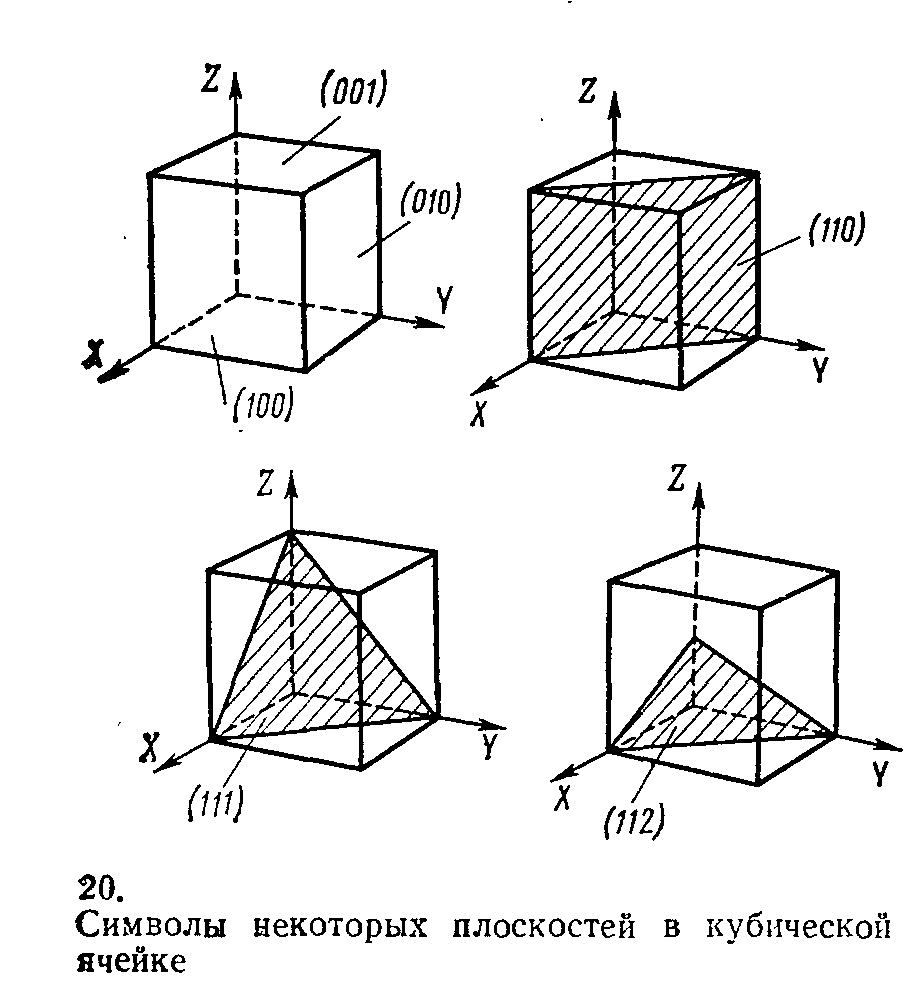 Z
(001)
(010)
Y
X
(100)
Z
(110)
Y
X
Z
X
Y
(111)
Z
X
Y
(112)
20.
Символы некоторых плоскостей в кубической
ячейке